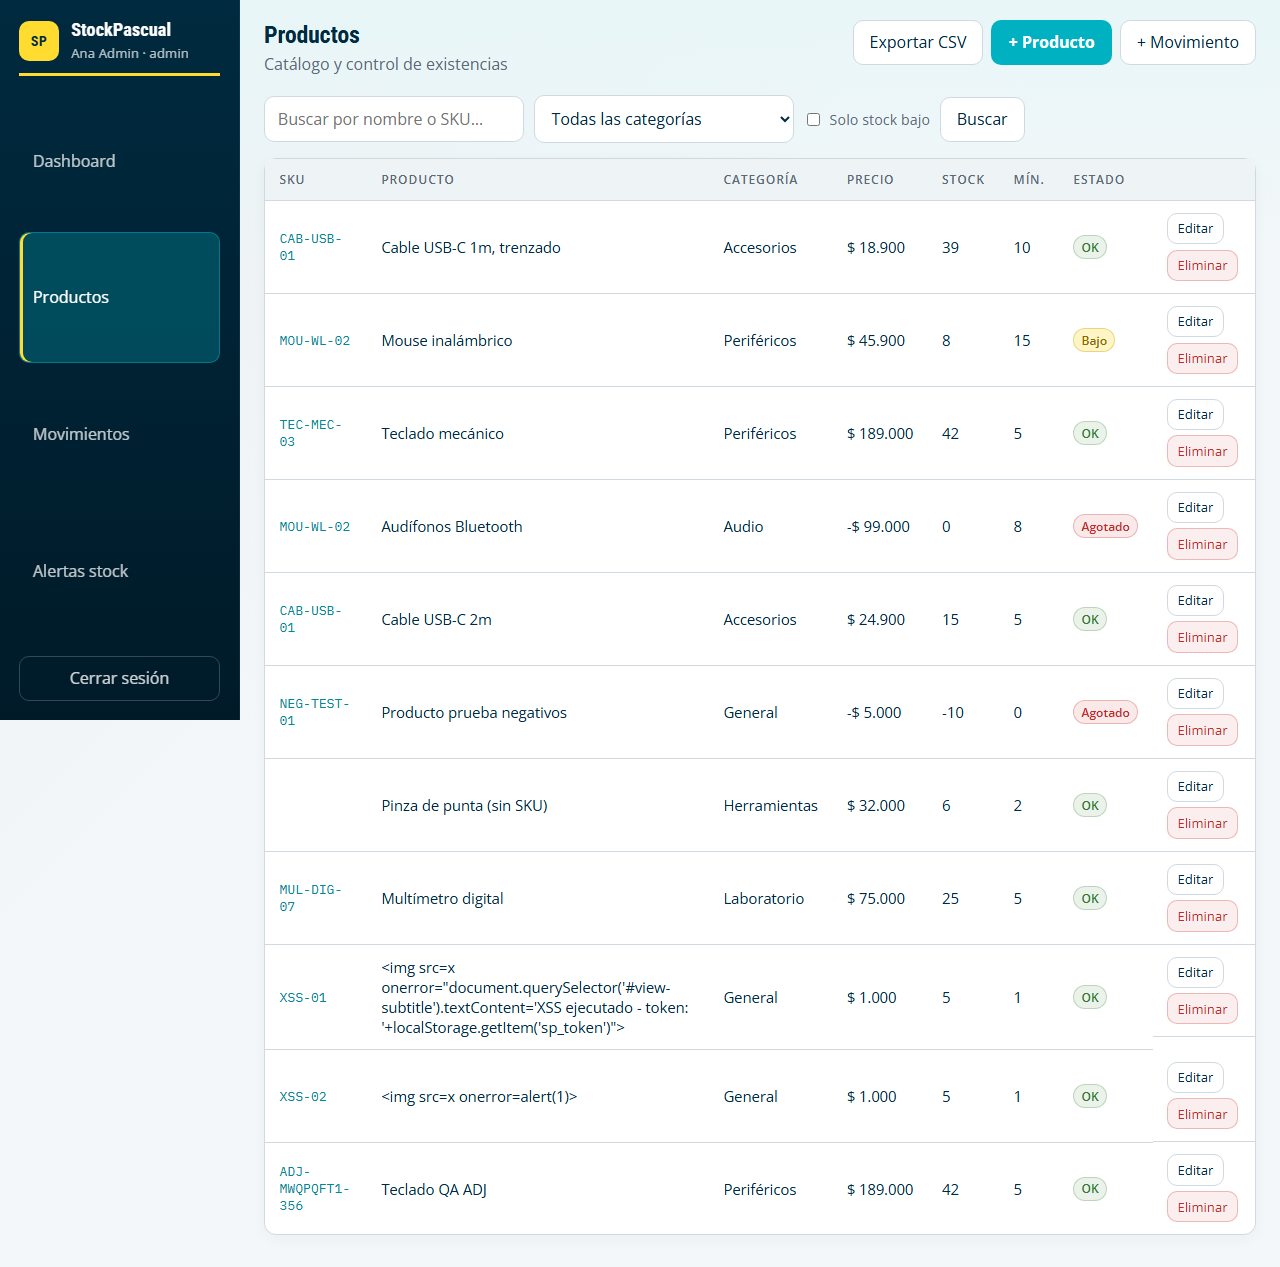 SP
StockPascual
Ana Admin · admin
Dashboard
Productos
Movimientos
Alertas stock
Cerrar sesión
Productos
Catálogo y control de existencias
Exportar CSV
+ Producto
+ Movimiento
Buscar por nombre o SKU...
Todas las categorías
Solo stock bajo
Buscar
SKU PRODUCTO CATEGORÍA PRECIO STOCK MÍN. ESTADO
CAB-USB-
01
Cable USB-C 1m, trenzado Accesorios $ 18.900 39 10 OK
Editar
Eliminar
MOU-WL-02 Mouse inalámbrico Periféricos $ 45.900 8 15 Bajo
Editar
Eliminar
TEC-MEC-
03
Teclado mecánico Periféricos $ 189.000 42 5 OK
Editar
Eliminar
MOU-WL-02 Audífonos Bluetooth Audio -$ 99.000 0 8 Agotado
Editar
Eliminar
CAB-USB-
01
Cable USB-C 2m Accesorios $ 24.900 15 5 OK
Editar
Eliminar
NEG-TEST-
01
Producto prueba negativos General -$ 5.000 -10 0 Agotado
Editar
Eliminar
Pinza de punta (sin SKU) Herramientas $ 32.000 6 2 OK
Editar
Eliminar
MUL-DIG-
07
Multímetro digital Laboratorio $ 75.000 25 5 OK
Editar
Eliminar
XSS-01
<img src=x
onerror="document.querySelector('#view-
subtitle').textContent='XSS ejecutado - token:
'+localStorage.getItem('sp_token')">
General $ 1.000 5 1 OK
Editar
Eliminar
XSS-02 <img src=x onerror=alert(1)> General $ 1.000 5 1 OK
Editar
Eliminar
ADJ-
MWQPQFT1-
356
Teclado QA ADJ Periféricos $ 189.000 42 5 OK
Editar
Eliminar